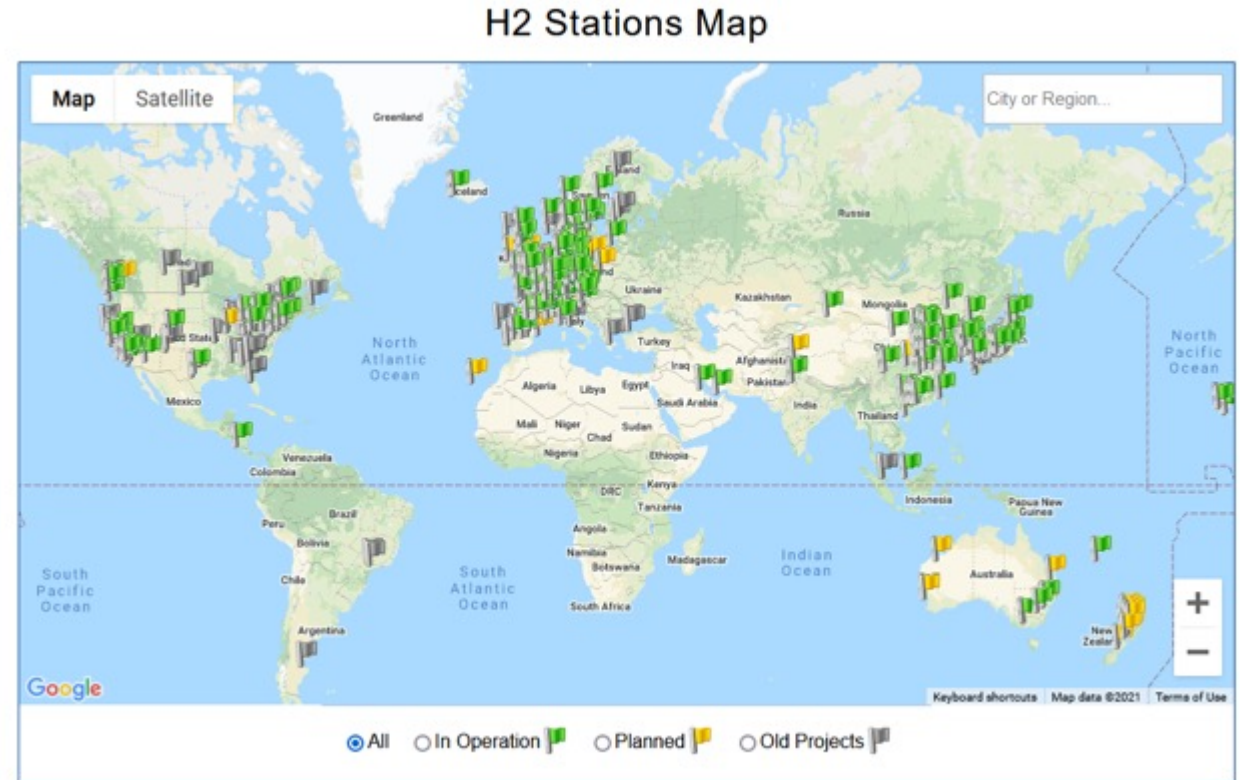 H2 Stations Map
Map
Satellite
City or Region...
Greenland
Iceland
Russia
Ukraine
Kazakhstan
Mongolia
Turkey
North
Atlantic
Ocean
North
Pacific
Ocean
Iraq
Pakistan
Algeria
Libya
Egypt
Saudi Arabia
India
Mexico
Mali
Niger
Sudan
Thailand
Chad
Nigeria
Ethiopia
Venezuela
Colombia
DRC
Kenya
Indonesia
Papua New
Guinea
Tanzania
Brazil
Peru
Angola
Bolivia
Namibia
Botswana
Madagascar
Indian
Ocean
South
Pacific
Ocean
South
Atlantic
Ocean
Chile
Australia
South Africa
Argentina
New
+
−
Google
Keyboard shortcuts
Map data ©2021
Terms of Use
All
In Operation
Planned
Old Projects